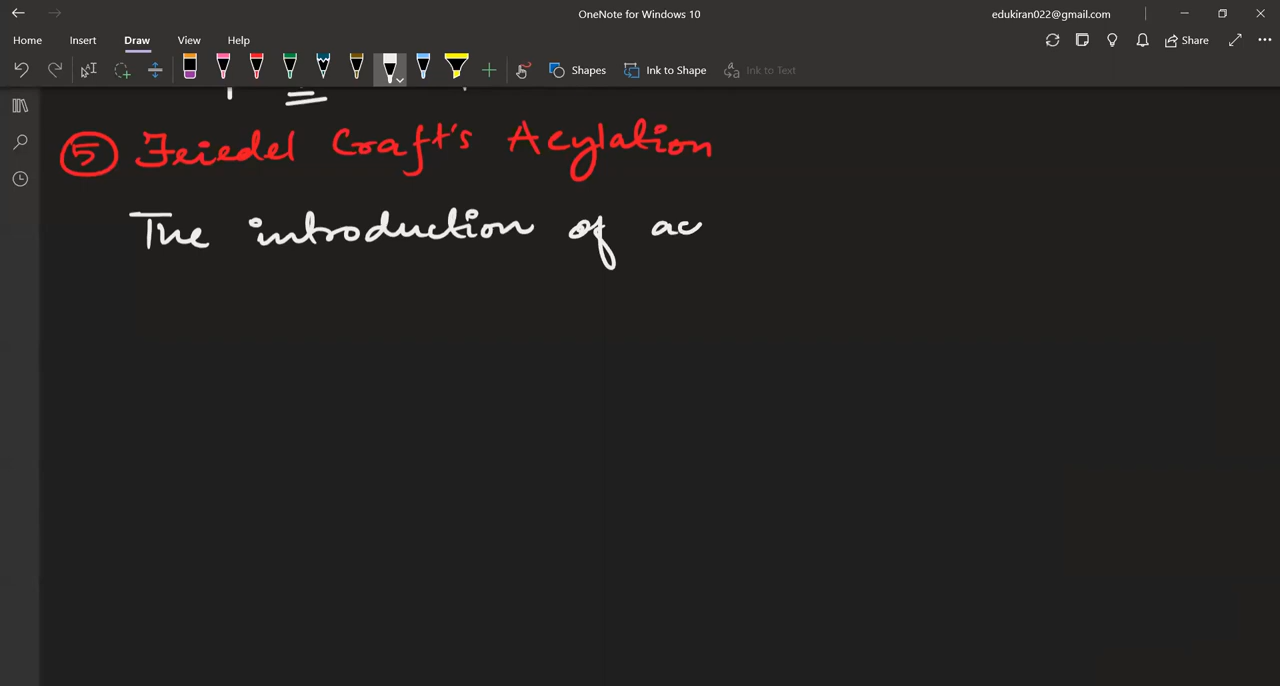 OneNote for Windows 10
edukiran022@gmail.com
Home Insert Draw View Help
Share
Shapes Ink to Shape Ink to Text
5 Friedel Craft's Acylation
The introduction of ac